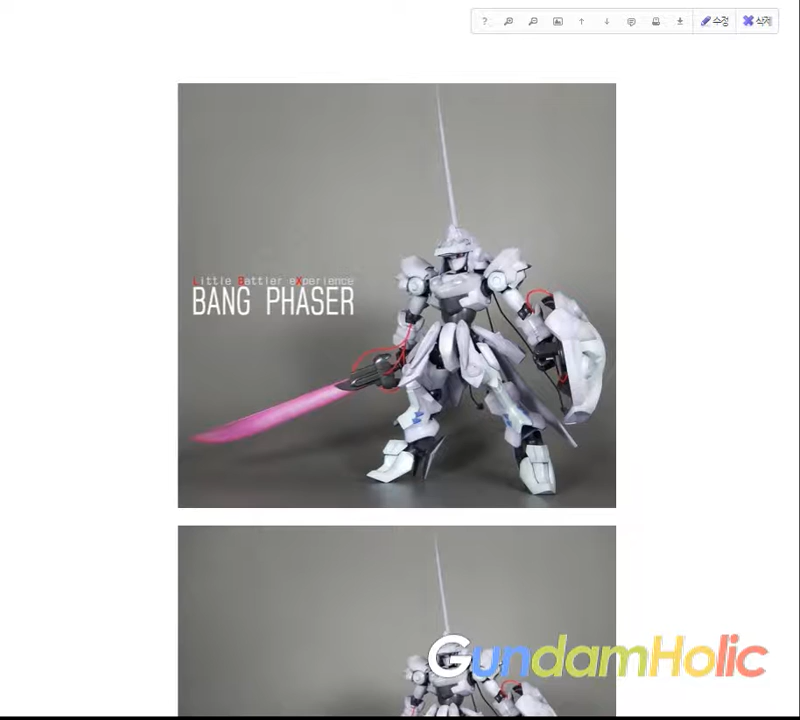 ? 수정 삭제
Little Battler eXperience
BANG PHASER
GundamHolic